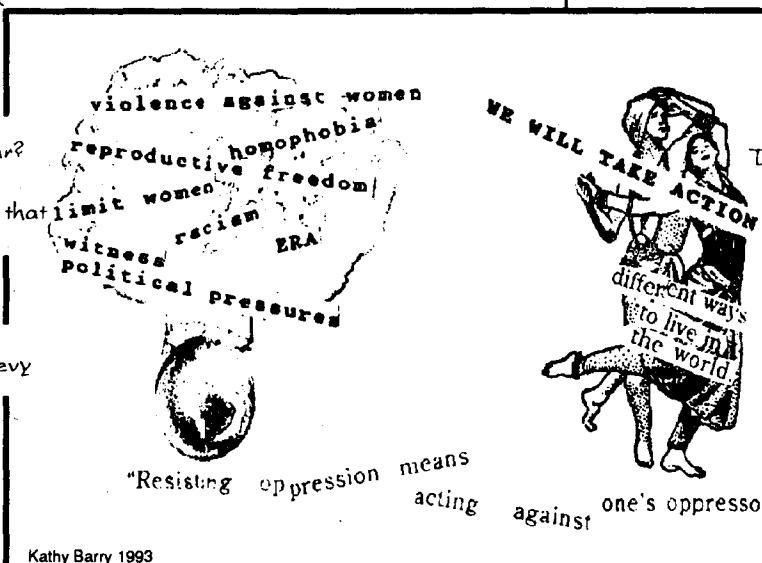 violence against women
homophobia
reproductive freedom
that limit women
racism
ERA
witness
political pressures
WE WILL TAKE ACTION
different ways
to live in
the world
"Resisting oppression means
acting against one's oppresso
Kathy Barry 1993